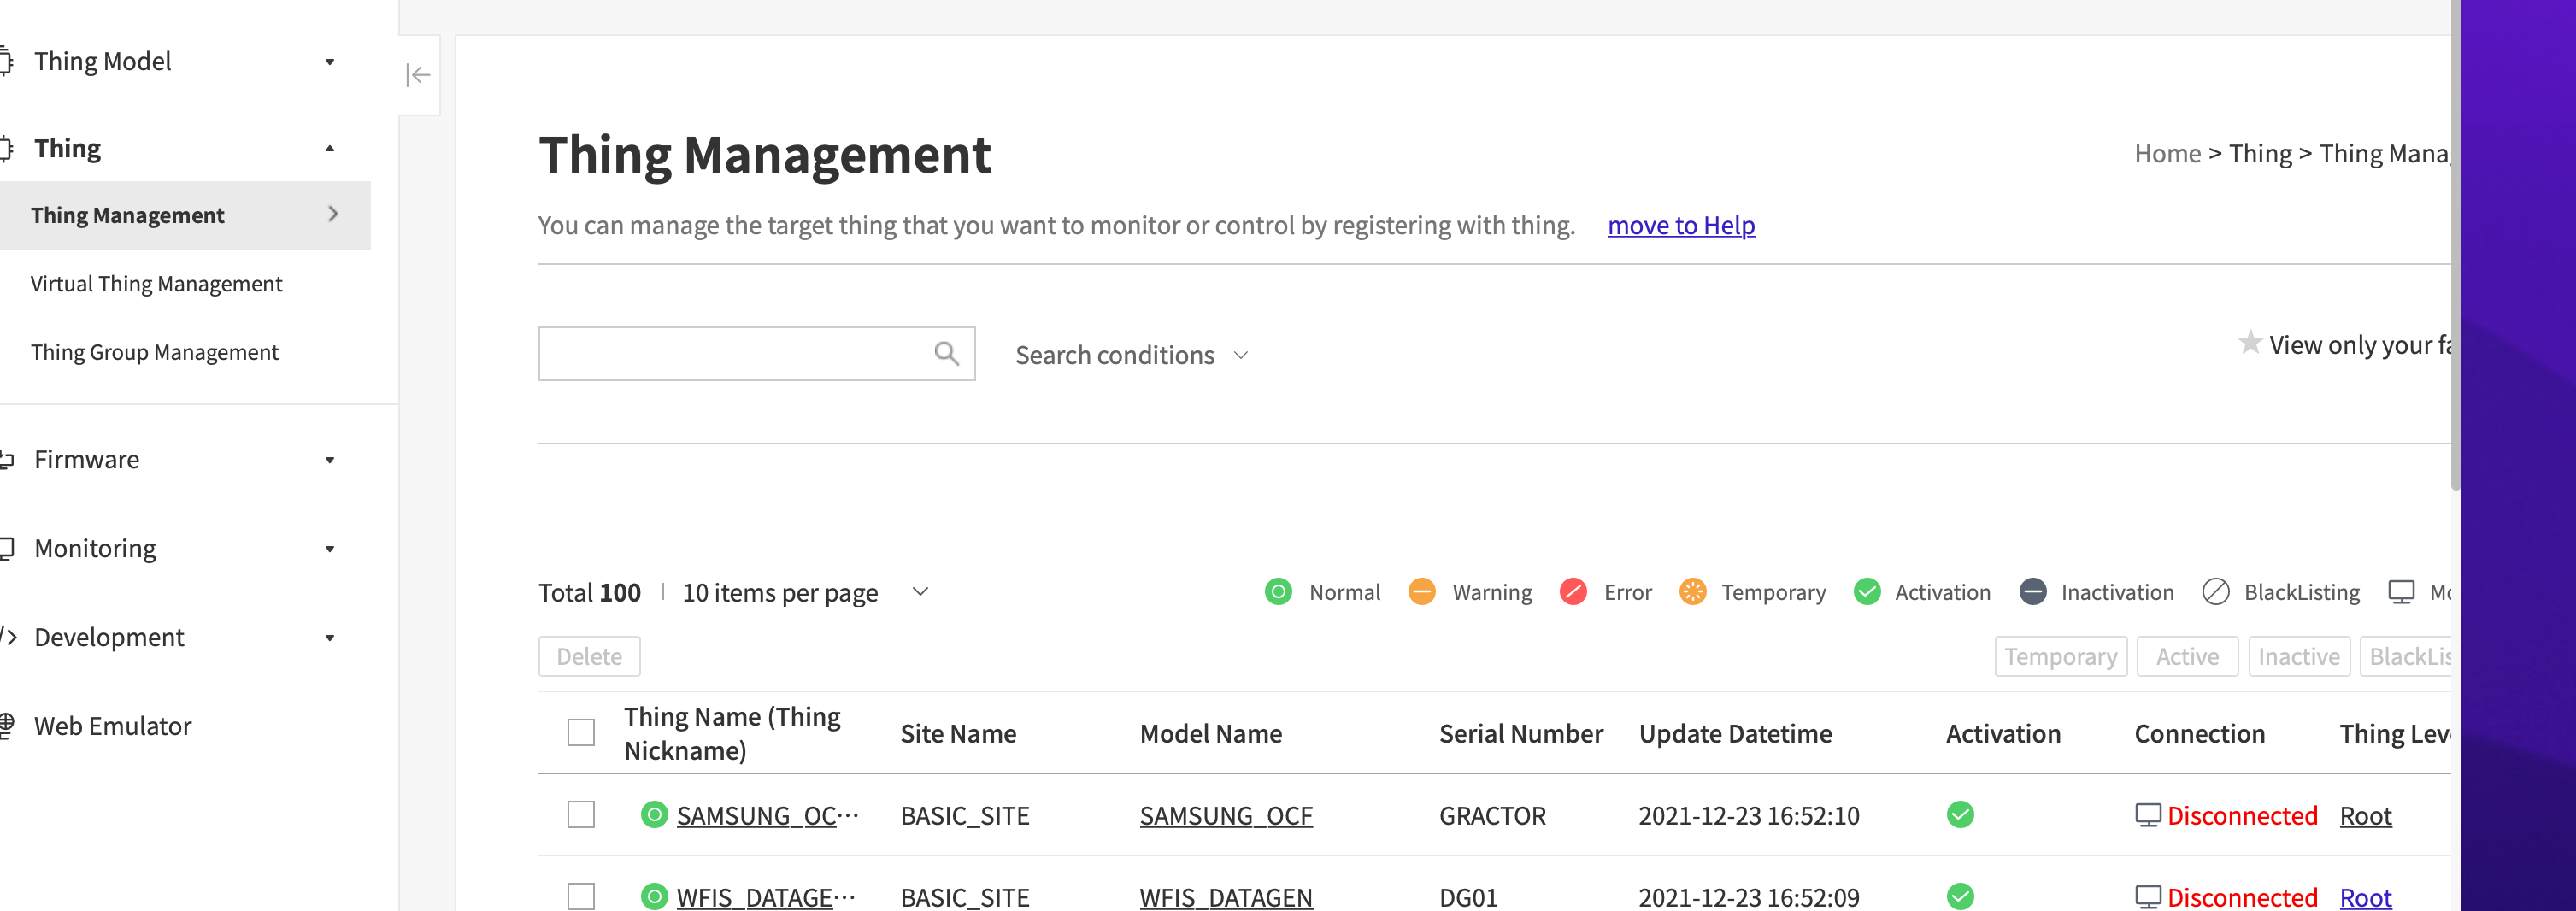 Thing Model
Thing
Thing Management
Virtual Thing Management
Thing Group Management
Firmware
Monitoring
Development
Web Emulator
Thing Management
Home > Thing > Thing Mana
You can manage the target thing that you want to monitor or control by registering with thing. move to Help
Search conditions
View only your fa
Total 100 | 10 items per page
Normal Warning Error Temporary Activation Inactivation BlackListing Mo
Delete Temporary Active Inactive BlackLis
Thing Name (Thing Nickname) Site Name Model Name Serial Number Update Datetime Activation Connection Thing Leve
SAMSUNG_OC··· BASIC_SITE SAMSUNG_OCF GRACTOR 2021-12-23 16:52:10 Disconnected Root
WFIS_DATAGE··· BASIC_SITE WFIS_DATAGEN DG01 2021-12-23 16:52:09 Disconnected Root